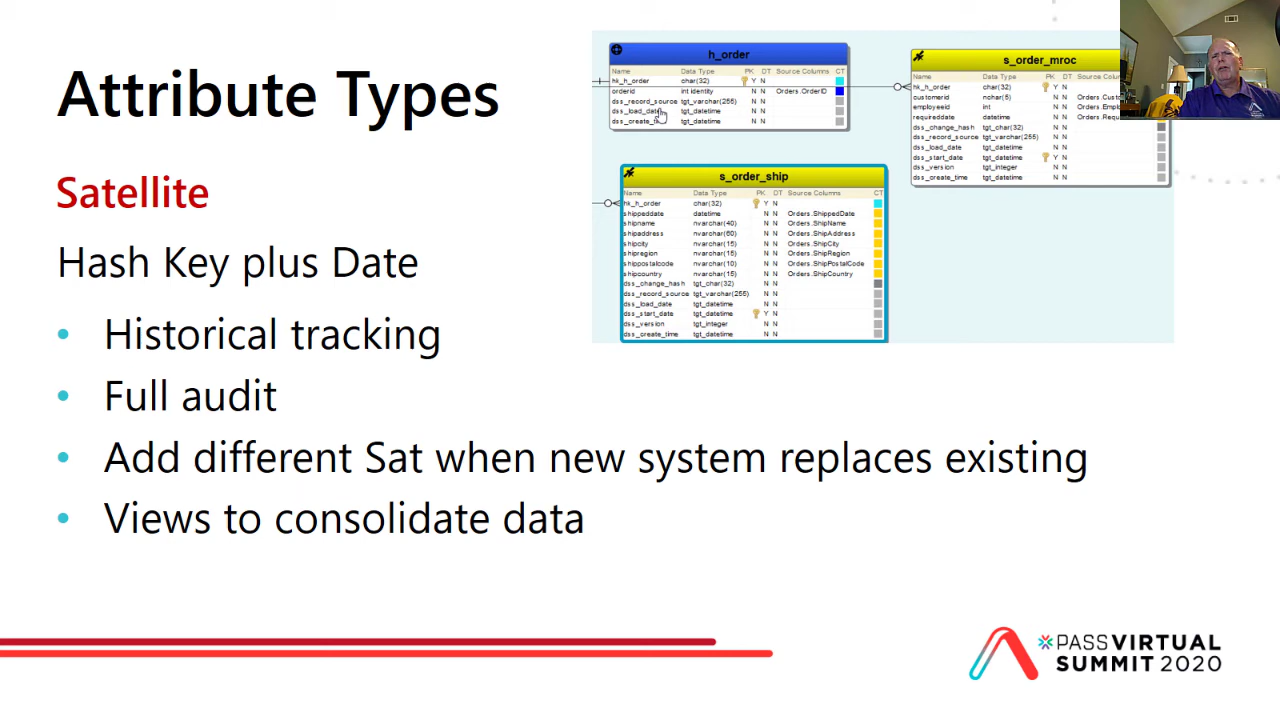 Attribute Types
Satellite
Hash Key plus Date
• Historical tracking
• Full audit
• Add different Sat when new system replaces existing
• Views to consolidate data
h_order
Name Data Type PK DT Source Columns CT
hk_h_order char(32) Y N
orderid int identity N N Orders.OrderID
dss_record_source tgt_varchar(255) N N
dss_load_date tgt_datetime N N
dss_create_ti tgt_datetime N N
s_order_mroc
Name Data Type PK DT Source Colum
hk_h_order char(32) Y N
customerid nchar(5) N N Orders.Custo
employeeid int N N Orders.Emplo
requireddate datetime N N Orders.Requ
dss_change_hash tgt_char(32) N N
dss_record_source tgt_varchar(255) N N
dss_load_date tgt_datetime N N
dss_start_date tgt_datetime Y N
dss_version tgt_integer N N
dss_create_time tgt_datetime N N
s_order_ship
Name Data Type PK DT Source Columns CT
hk_h_order char(32) Y N
shippeddate datetime N N Orders.ShippedDate
shipname nvarchar(40) N N Orders.ShipName
shipaddress nvarchar(60) N N Orders.ShipAddress
shipcity nvarchar(15) N N Orders.ShipCity
shipregion nvarchar(15) N N Orders.ShipRegion
shippostalcode nvarchar(10) N N Orders.ShipPostalCode
shipcountry nvarchar(15) N N Orders.ShipCountry
dss_change_hash tgt_char(32) N N
dss_record_source tgt_varchar(255) N N
dss_load_date tgt_datetime N N
dss_start_date tgt_datetime Y N
dss_version tgt_integer N N
dss_create_time tgt_datetime N N
PASS VIRTUAL
SUMMIT 2020